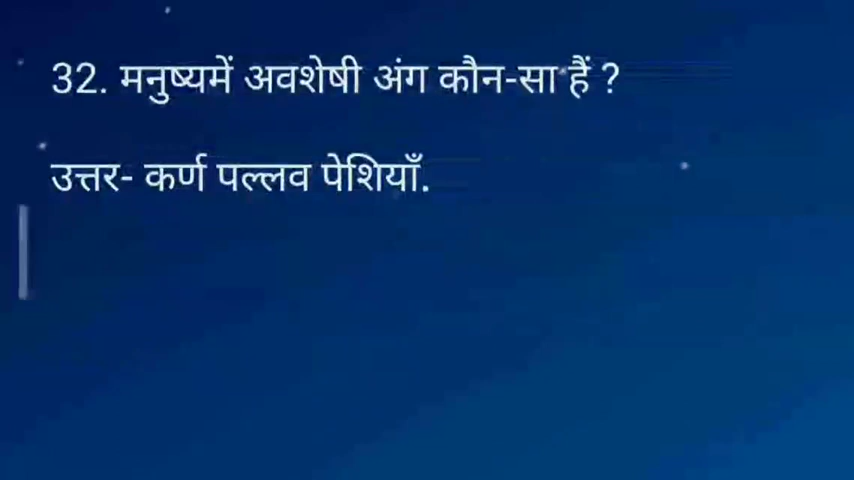 32. मनुष्यमें अवशेषी अंग कौन-सा हैं ?
उत्तर- कर्ण पल्लव पेशियाँ.